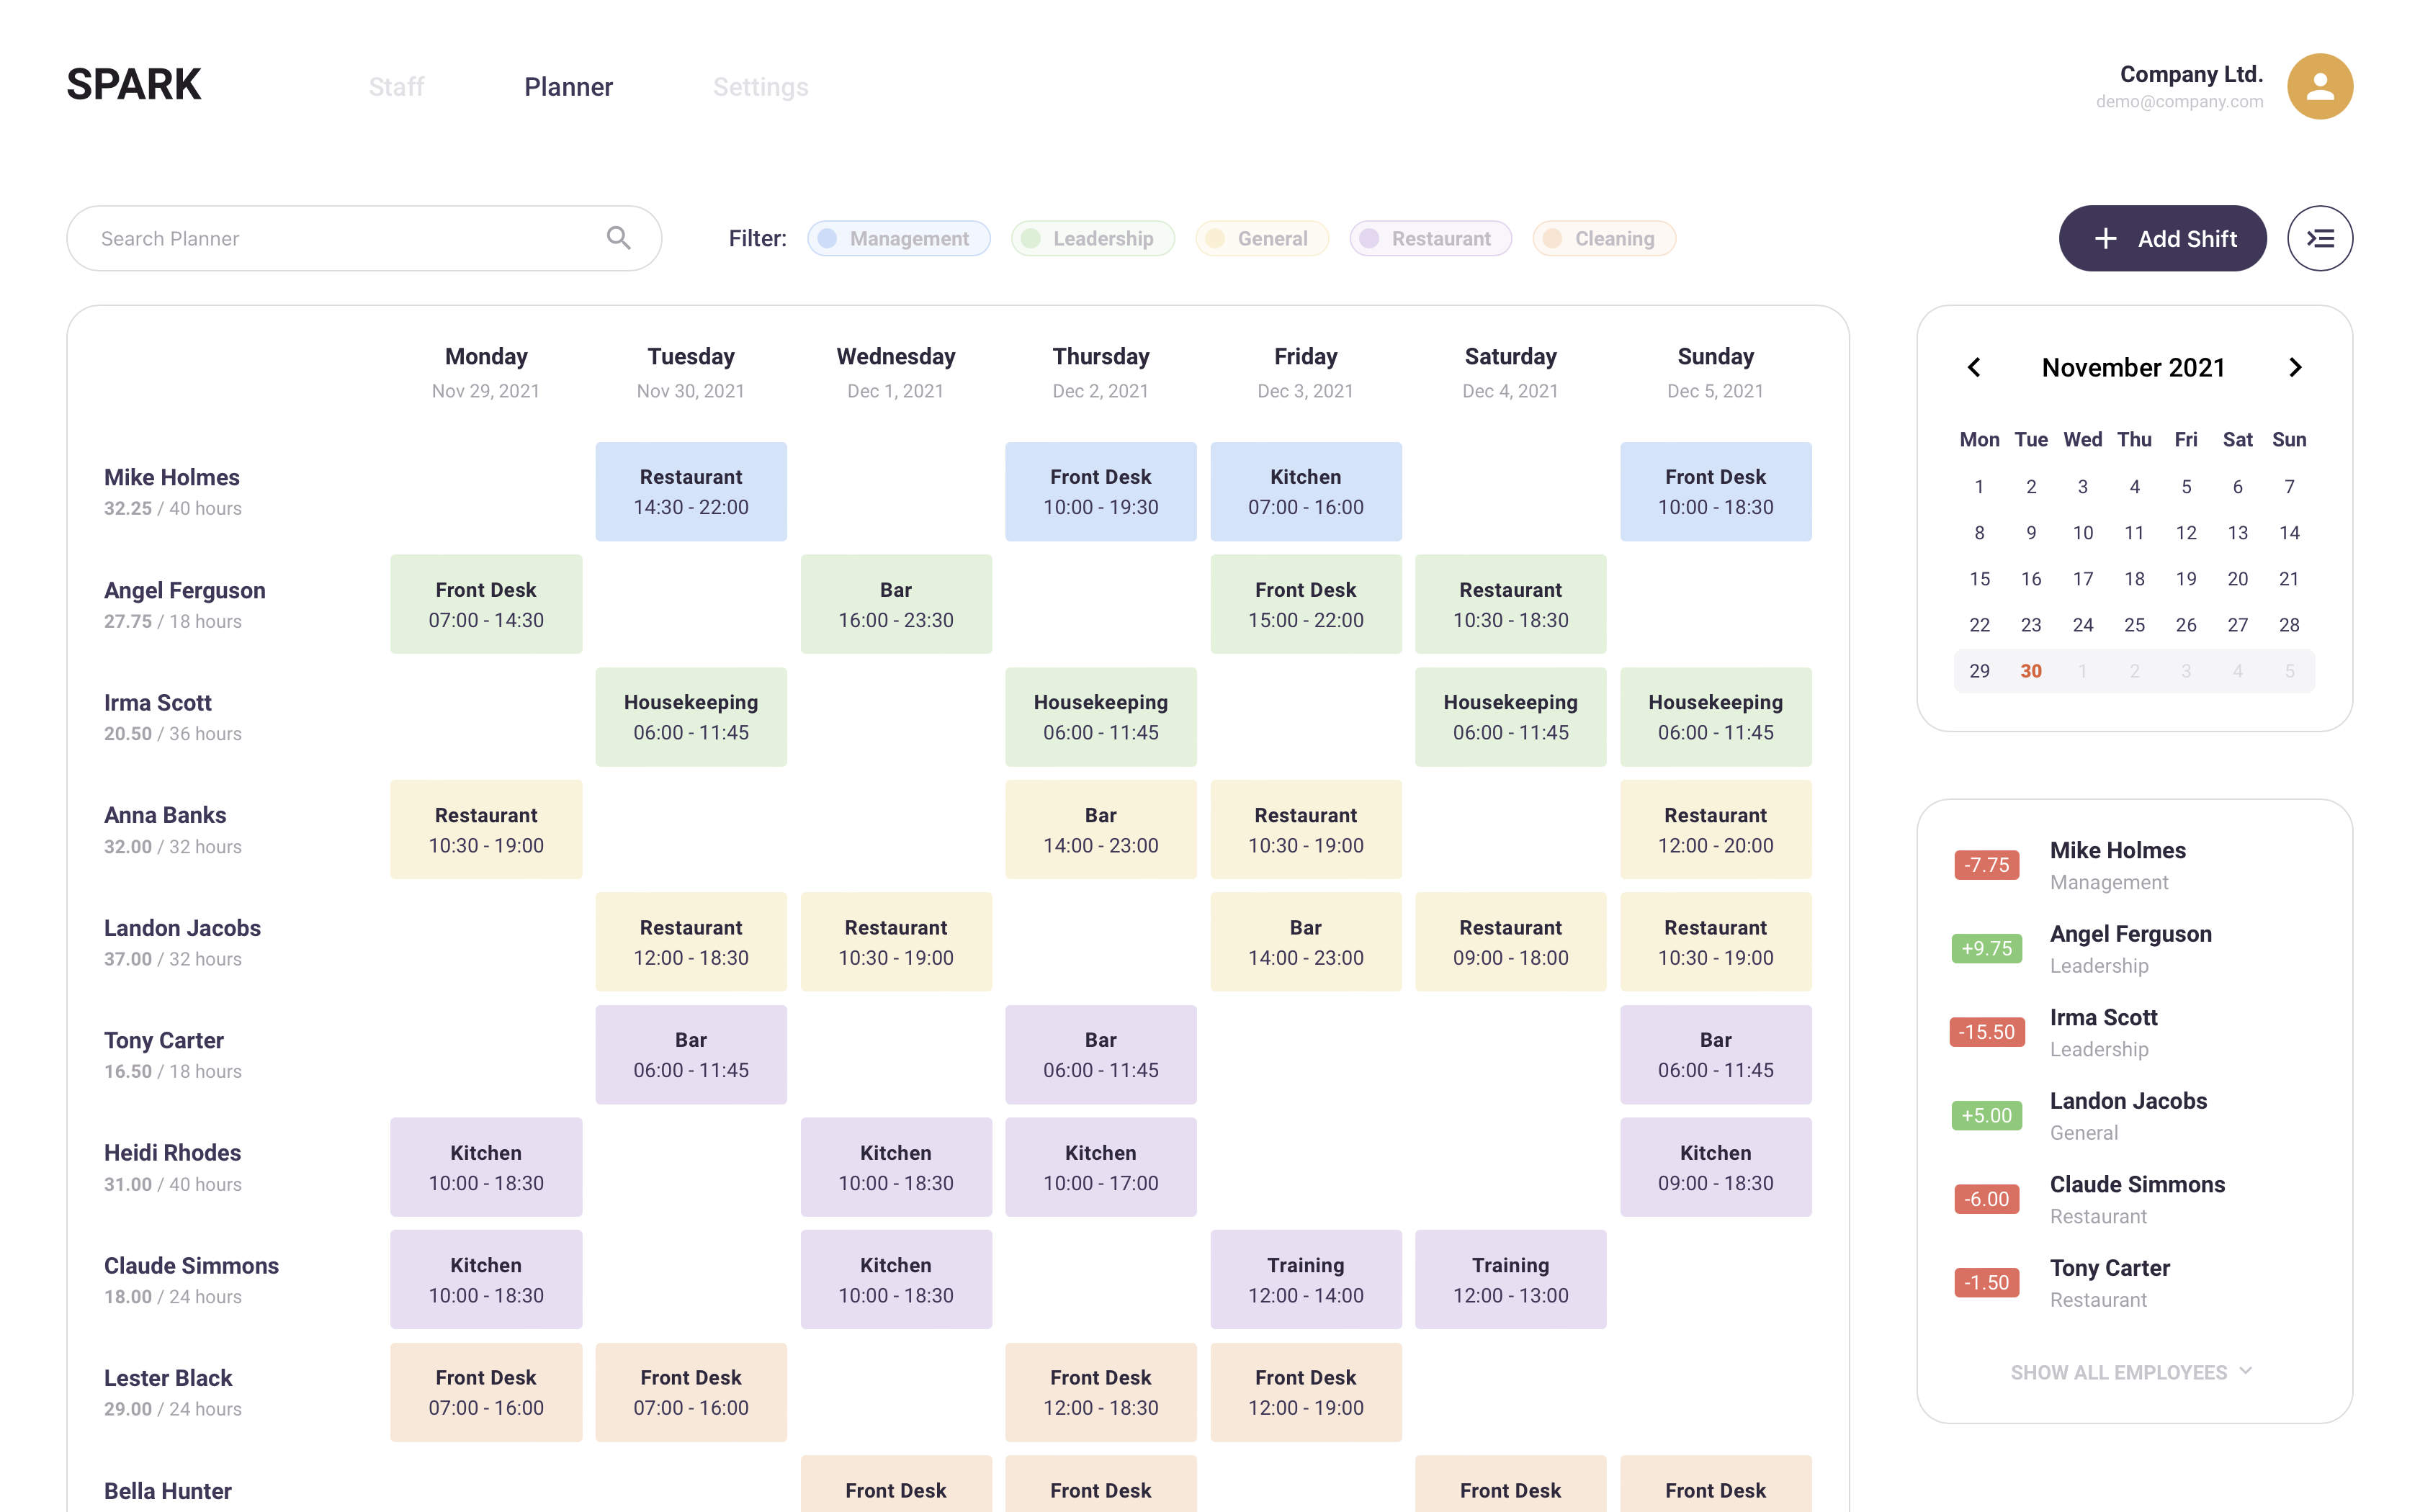 SPARK
Staff
Planner
Settings
Company Ltd.
demo@company.com
Search Planner
Filter:
Management
Leadership
General
Restaurant
Cleaning
Add Shift
Monday
Tuesday
Wednesday
Thursday
Friday
Saturday
Sunday
Nov 29, 2021
Nov 30, 2021
Dec 1, 2021
Dec 2, 2021
Dec 3, 2021
Dec 4, 2021
Dec 5, 2021
Mike Holmes
32.25 / 40 hours
Restaurant
14:30 - 22:00
Front Desk
10:00 - 19:30
Kitchen
07:00 - 16:00
Front Desk
10:00 - 18:30
Angel Ferguson
27.75 / 18 hours
Front Desk
07:00 - 14:30
Bar
16:00 - 23:30
Front Desk
15:00 - 22:00
Restaurant
10:30 - 18:30
Irma Scott
20.50 / 36 hours
Housekeeping
06:00 - 11:45
Housekeeping
06:00 - 11:45
Housekeeping
06:00 - 11:45
Housekeeping
06:00 - 11:45
Anna Banks
32.00 / 32 hours
Restaurant
10:30 - 19:00
Bar
14:00 - 23:00
Restaurant
10:30 - 19:00
Restaurant
12:00 - 20:00
Landon Jacobs
37.00 / 32 hours
Restaurant
12:00 - 18:30
Restaurant
10:30 - 19:00
Bar
14:00 - 23:00
Restaurant
09:00 - 18:00
Restaurant
10:30 - 19:00
Tony Carter
16.50 / 18 hours
Bar
06:00 - 11:45
Bar
06:00 - 11:45
Bar
06:00 - 11:45
Heidi Rhodes
31.00 / 40 hours
Kitchen
10:00 - 18:30
Kitchen
10:00 - 18:30
Kitchen
10:00 - 17:00
Kitchen
09:00 - 18:30
Claude Simmons
18.00 / 24 hours
Kitchen
10:00 - 18:30
Kitchen
10:00 - 18:30
Training
12:00 - 14:00
Training
12:00 - 13:00
Lester Black
29.00 / 24 hours
Front Desk
07:00 - 16:00
Front Desk
07:00 - 16:00
Front Desk
12:00 - 18:30
Front Desk
12:00 - 19:00
Bella Hunter
Front Desk
Front Desk
Front Desk
Front Desk
November 2021
Mon Tue Wed Thu Fri Sat Sun
1 2 3 4 5 6 7
8 9 10 11 12 13 14
15 16 17 18 19 20 21
22 23 24 25 26 27 28
29 30 1 2 3 4 5
-7.75
Mike Holmes
Management
+9.75
Angel Ferguson
Leadership
-15.50
Irma Scott
Leadership
+5.00
Landon Jacobs
General
-6.00
Claude Simmons
Restaurant
-1.50
Tony Carter
Restaurant
SHOW ALL EMPLOYEES